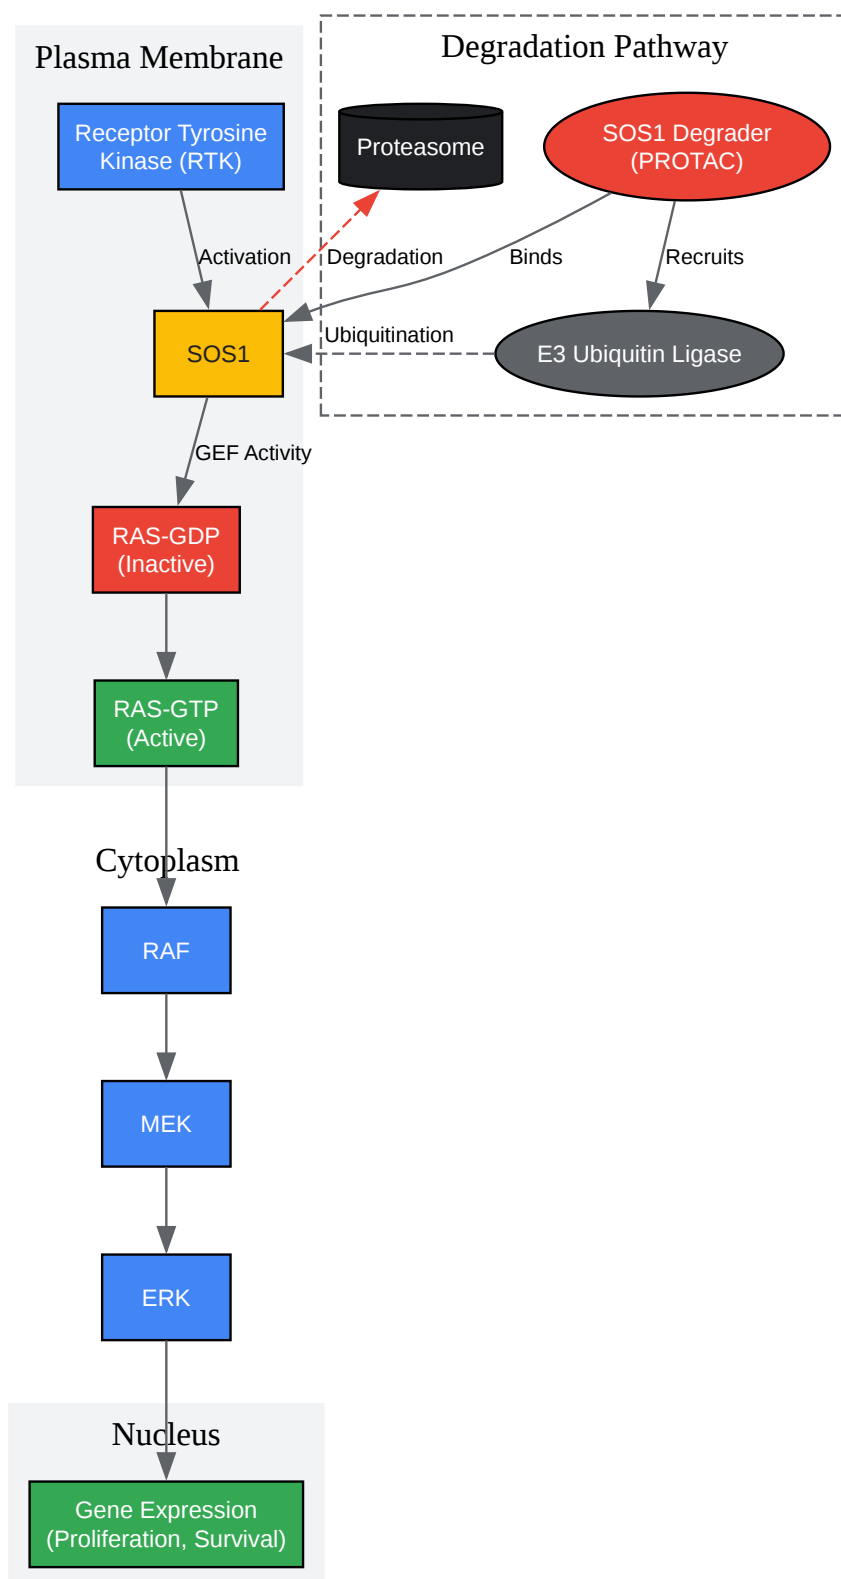 Plasma Membrane
Degradation Pathway
Receptor Tyrosine
Kinase (RTK)
Proteasome
SOS1 Degrader
(PROTAC)
Activation
Degradation
Binds
Recruits
Ubiquitination
SOS1
E3 Ubiquitin Ligase
GEF Activity
RAS-GDP
(Inactive)
RAS-GTP
(Active)
Cytoplasm
RAF
MEK
ERK
Nucleus
Gene Expression
(Proliferation, Survival)